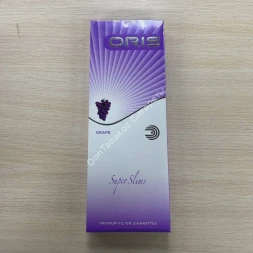 ORIS
GRAPE
Super Slims
PREMIUM FILTER CIGARETTES